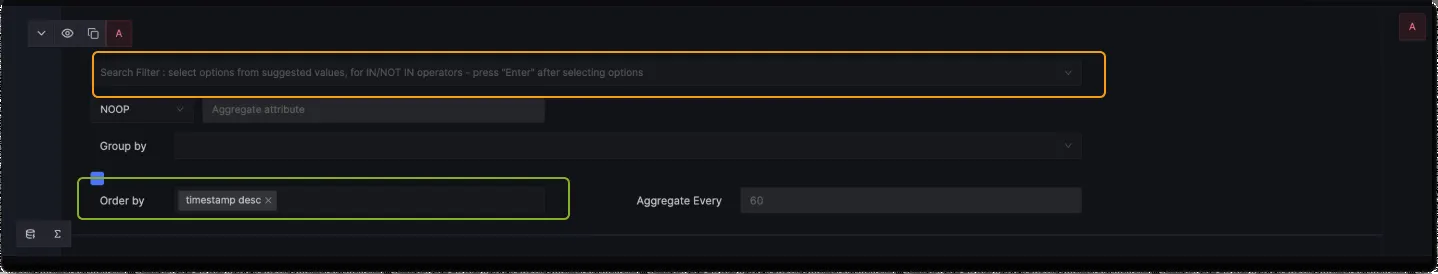 A
A
Search Filter : select options from suggested values, for IN/NOT IN operators - press "Enter" after selecting options
NOOP
Aggregate attribute
Group by
Order by
timestamp desc ×
Aggregate Every
60
Σ